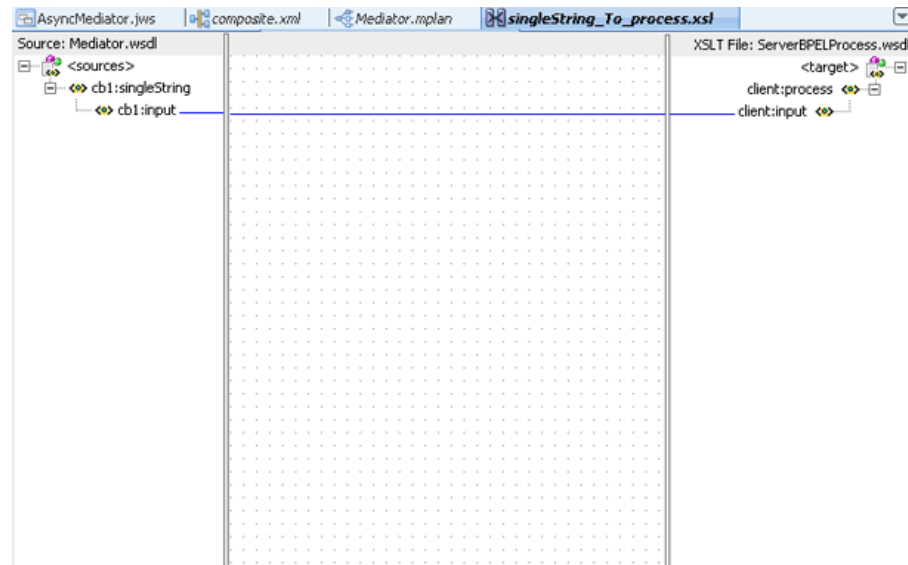 AsyncMediator.jws composite.xml Mediator.mplan singleString_To_process.xsl
Source: Mediator.wsdl XSLT File: ServerBPELProcess.wsdl
<sources> <target>
cb1:singleString client:process
cb1:input client:input